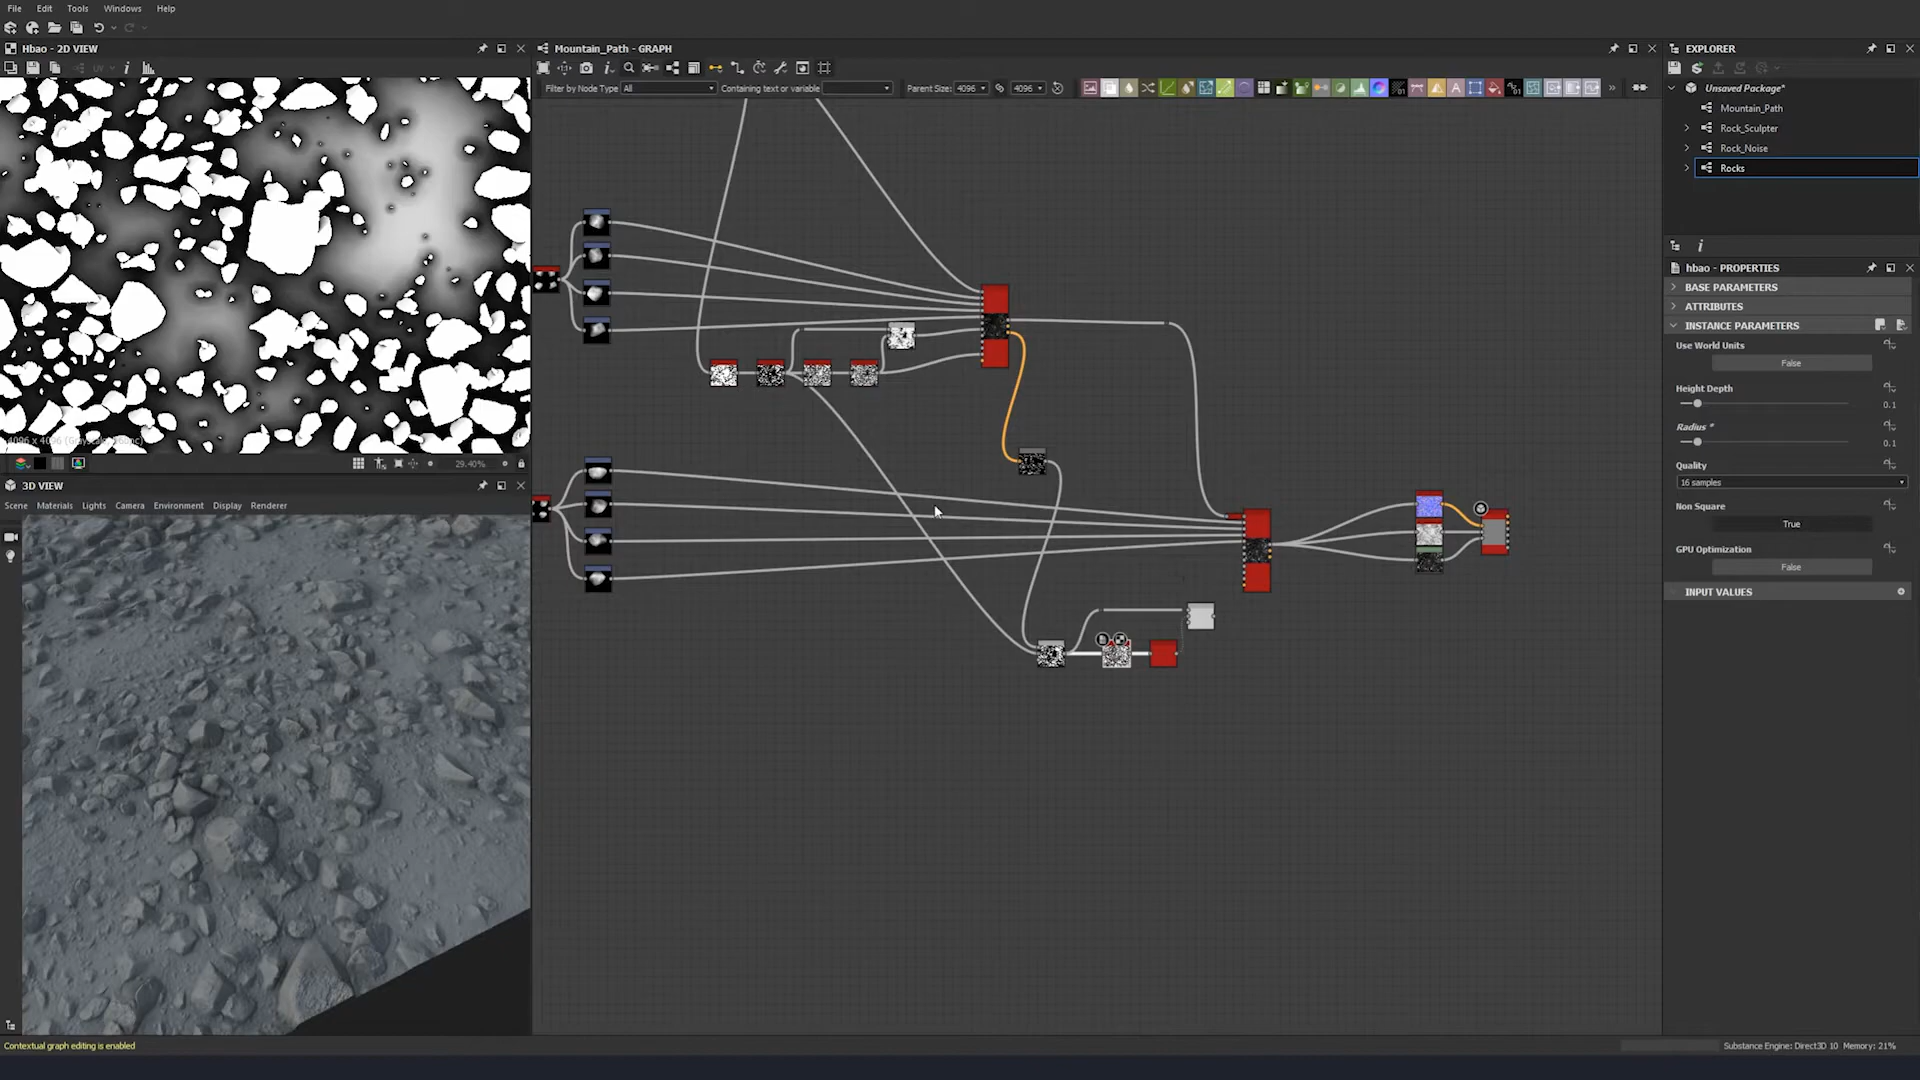 File Edit Tools Windows Help
Hbao - 2D VIEW
UV
29.40%
3D VIEW
Scene Materials Lights Camera Environment Display Renderer
Contextual graph editing is enabled
Mountain_Path - GRAPH
Filter by Node Type All Containing text or variable Parent Size: 4096 4096
EXPLORER
Unsaved Package*
Mountain_Path
Rock_Sculpter
Rock_Noise
Rocks
hbao - PROPERTIES
BASE PARAMETERS
ATTRIBUTES
INSTANCE PARAMETERS
Use World Units
False
Height Depth
0.1
Radius *
0.1
Quality
16 samples
Non Square
True
GPU Optimization
False
INPUT VALUES
Substance Engine: Direct3D 10 Memory: 21%